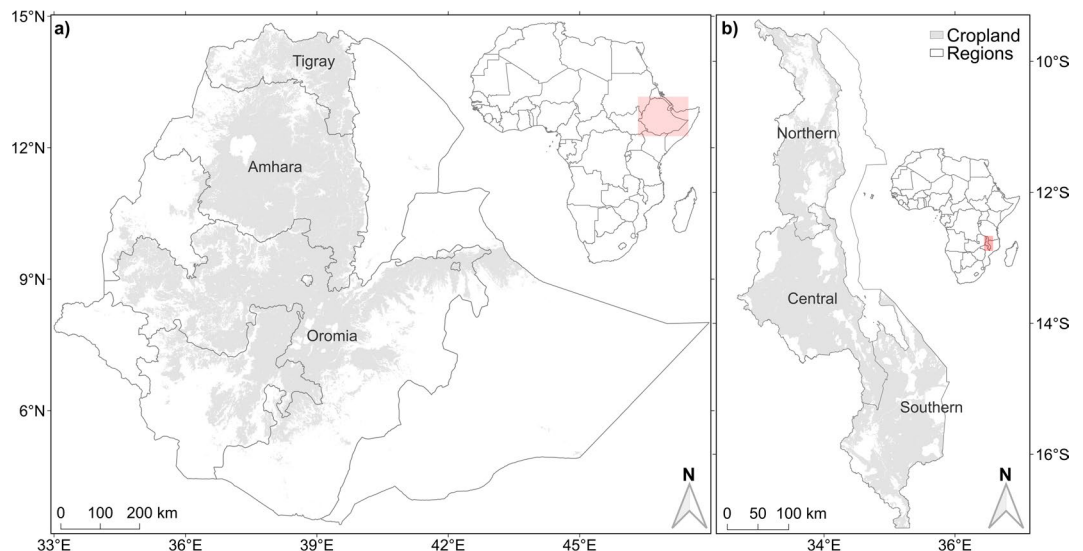 15°N
12°N
9°N
6°N
a)
Tigray
Amhara
Oromia
N
0 100 200 km
33°E 36°E 39°E 42°E 45°E
b)
Cropland
Regions
Northern
Central
Southern
10°S
12°S
14°S
16°S
N
0 50 100 km
34°E 36°E